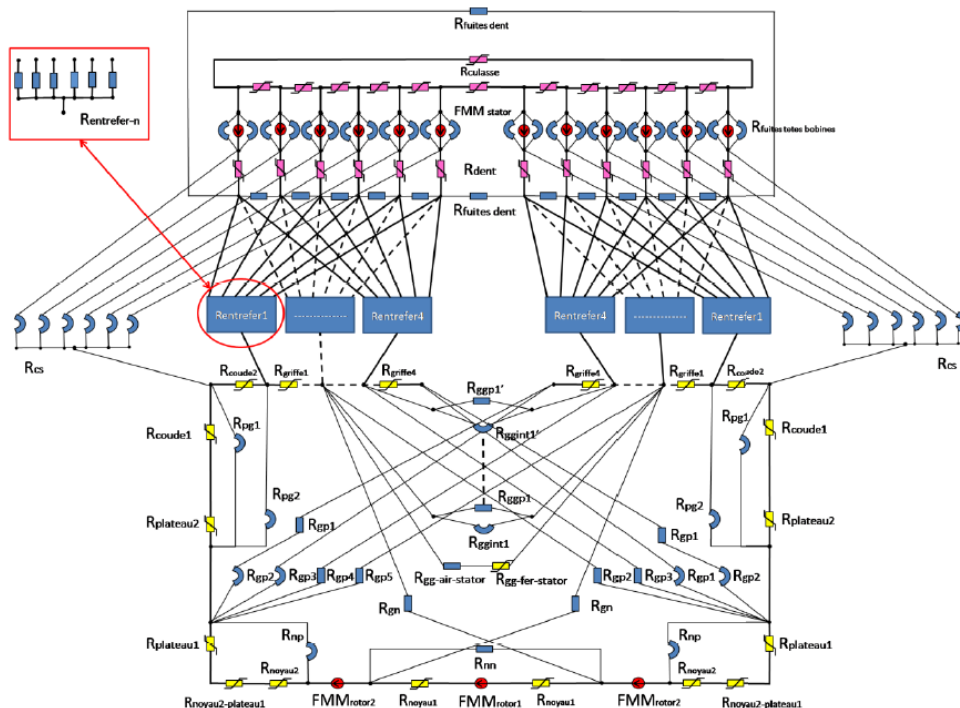 Rfuites dent
Rculasse
Rentrefer-n
FMM stator
Rfuites tetes bobines
Rdent
Rfuites dent
Rentrefer1
-------------
Rentrefer4
Rentrefer4
-------------
Rentrefer1
Rcs
Rcs
Rcoude2
Rgriffe1
Rgriffe4
Rgriffe4
Rgriffe1
Rcoude2
Rggp1'
Rpg1
Rpg1
Rcoude1
Rggint1'
Rcoude1
Rpg2
Rggp1
Rpg2
Rplateau2
Rgp1
Rgp1
Rplateau2
Rggint1
Rgp2
Rgp3
Rgp4
Rgp5
Rgg-air-stator
Rgg-fer-stator
Rgp2
Rgp3
Rgp1
Rgp2
Rgn
Rgn
Rplateau1
Rnp
Rnp
Rplateau1
Rnn
Rnoyau2
Rnoyau2
Rnoyau2-plateau1
FMMrotor2
Rnoyau1
FMMrotor1
Rnoyau1
FMMrotor2
Rnoyau2-plateau1